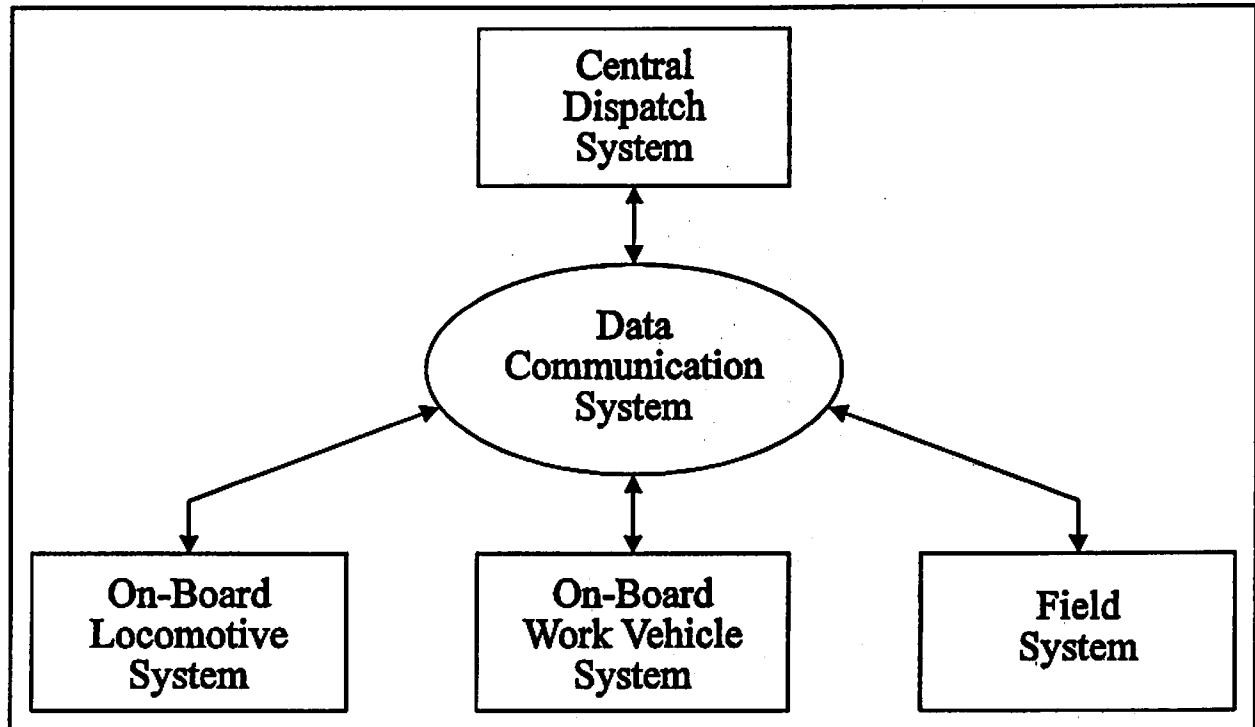 Central
Dispatch
System
Data
Communication
System
On-Board
Locomotive
System
On-Board
Work Vehicle
System
Field
System